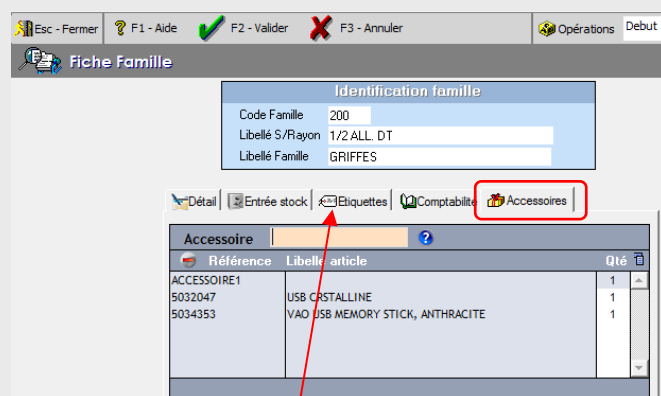 Esc - Fermer ? F1 - Aide F2 - Valider F3 - Annuler Opérations Debut
Fiche Famille
Identification famille
Code Famille 200
Libellé S/Rayon 1/2 ALL. DT
Libellé Famille GRIFFES
Détail Entrée stock Etiquettes Comptabilité Accessoires
Accessoire ?
Référence Libelle article Qté
ACCESSOIRE1 1
5032047 USB CRSTALLINE 1
5034353 VAO USB MEMORY STICK, ANTHRACITE 1